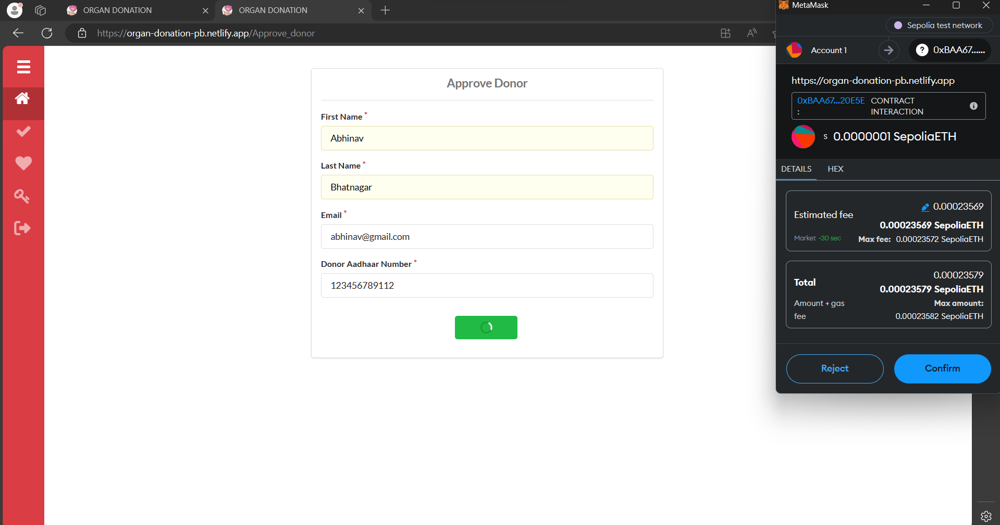 ORGAN DONATION
ORGAN DONATION
https://organ-donation-pb.netlify.app/Approve_donor
Approve Donor
First Name *
Abhinav
Last Name *
Bhatnagar
Email *
abhinav@gmail.com
Donor Aadhaar Number *
123456789112
MetaMask
Sepolia test network
Account 1
? 0xBAA67......
https://organ-donation-pb.netlify.app
0xBAA67...20E5E CONTRACT
: INTERACTION
S 0.0000001 SepoliaETH
DETAILS HEX
0.00023569
Estimated fee
0.00023569 SepoliaETH
Market ~30 sec Max fee: 0.00023572 SepoliaETH
0.00023579
Total
0.00023579 SepoliaETH
Amount + gas Max amount:
fee 0.00023582 SepoliaETH
Reject Confirm